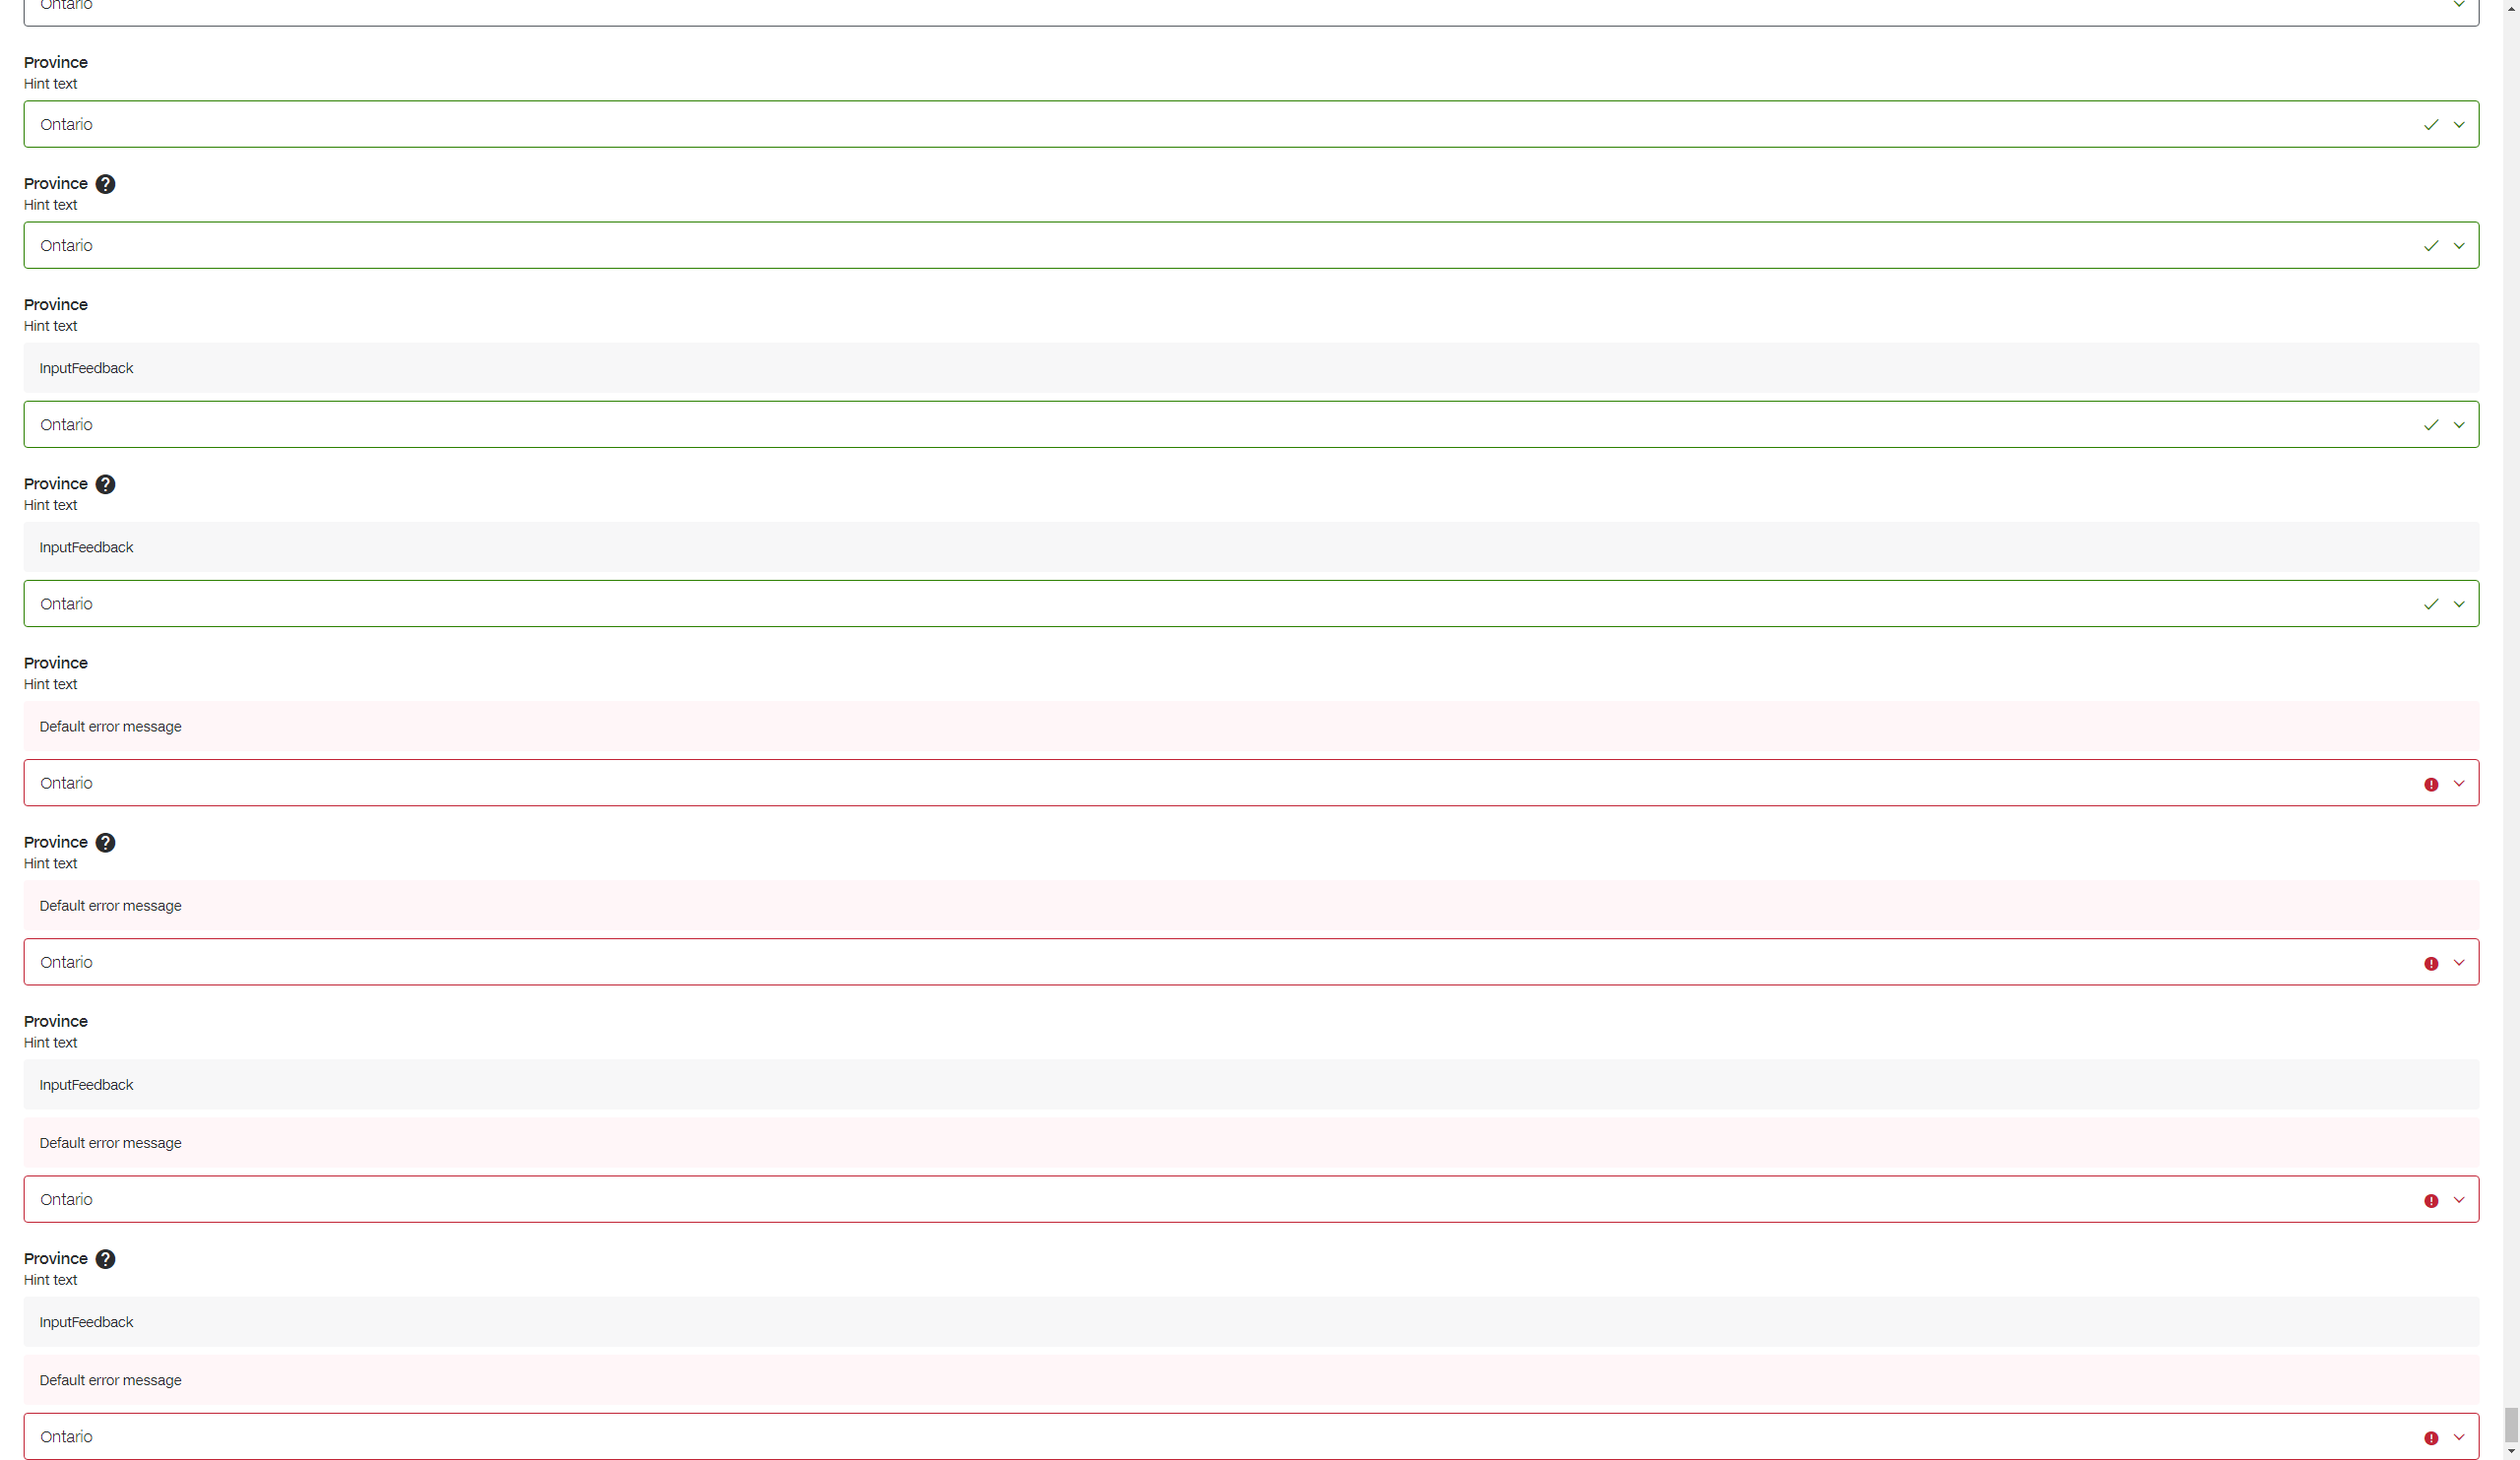 Ontario
Province
Hint text
Ontario
Province
Hint text
Ontario
Province
Hint text
InputFeedback
Ontario
Province
Hint text
InputFeedback
Ontario
Province
Hint text
Default error message
Ontario
Province
Hint text
Default error message
Ontario
Province
Hint text
InputFeedback
Default error message
Ontario
Province
Hint text
InputFeedback
Default error message
Ontario